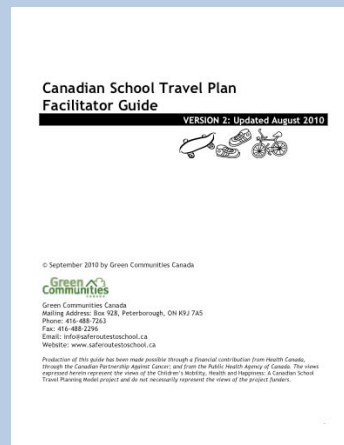 Canadian School Travel Plan
Facilitator Guide
VERSION 2: Updated August 2010
© September 2010 by Green Communities Canada
Green
Communities
CANADA
Green Communities Canada
Mailing Address: Box 928, Peterborough, ON K9J 7A5
Phone: 416-488-7263
Fax: 416-488-2296
Email: info@saferoutestoschool.ca
Website: www.saferoutestoschool.ca
Production of this guide has been made possible through a financial contribution from Health Canada,
through the Canadian Partnership Against Cancer; and from the Public Health Agency of Canada. The views
expressed herein represent the views of the Children's Mobility, Health and Happiness: A Canadian School
Travel Planning Model project and do not necessarily represent the views of the project funders.